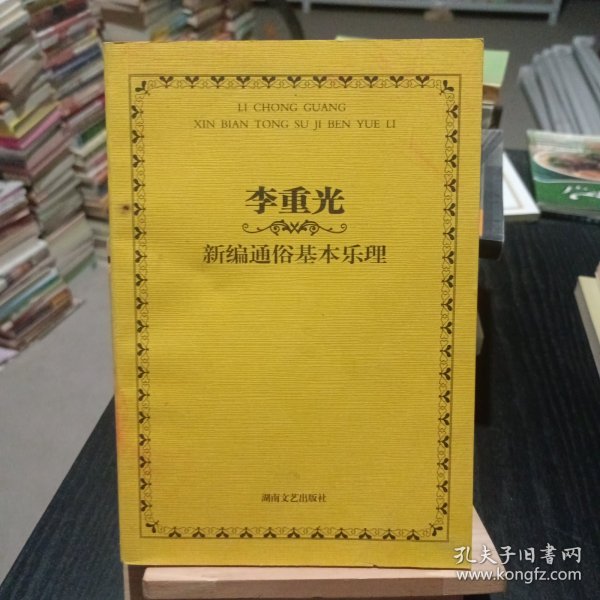 LI CHONG GUANG
XIN BIAN TONG SU JI BEN YUE LI
李重光
新编通俗基本乐理
湖南文艺出版社
孔夫子旧書网
www.kongfz.com